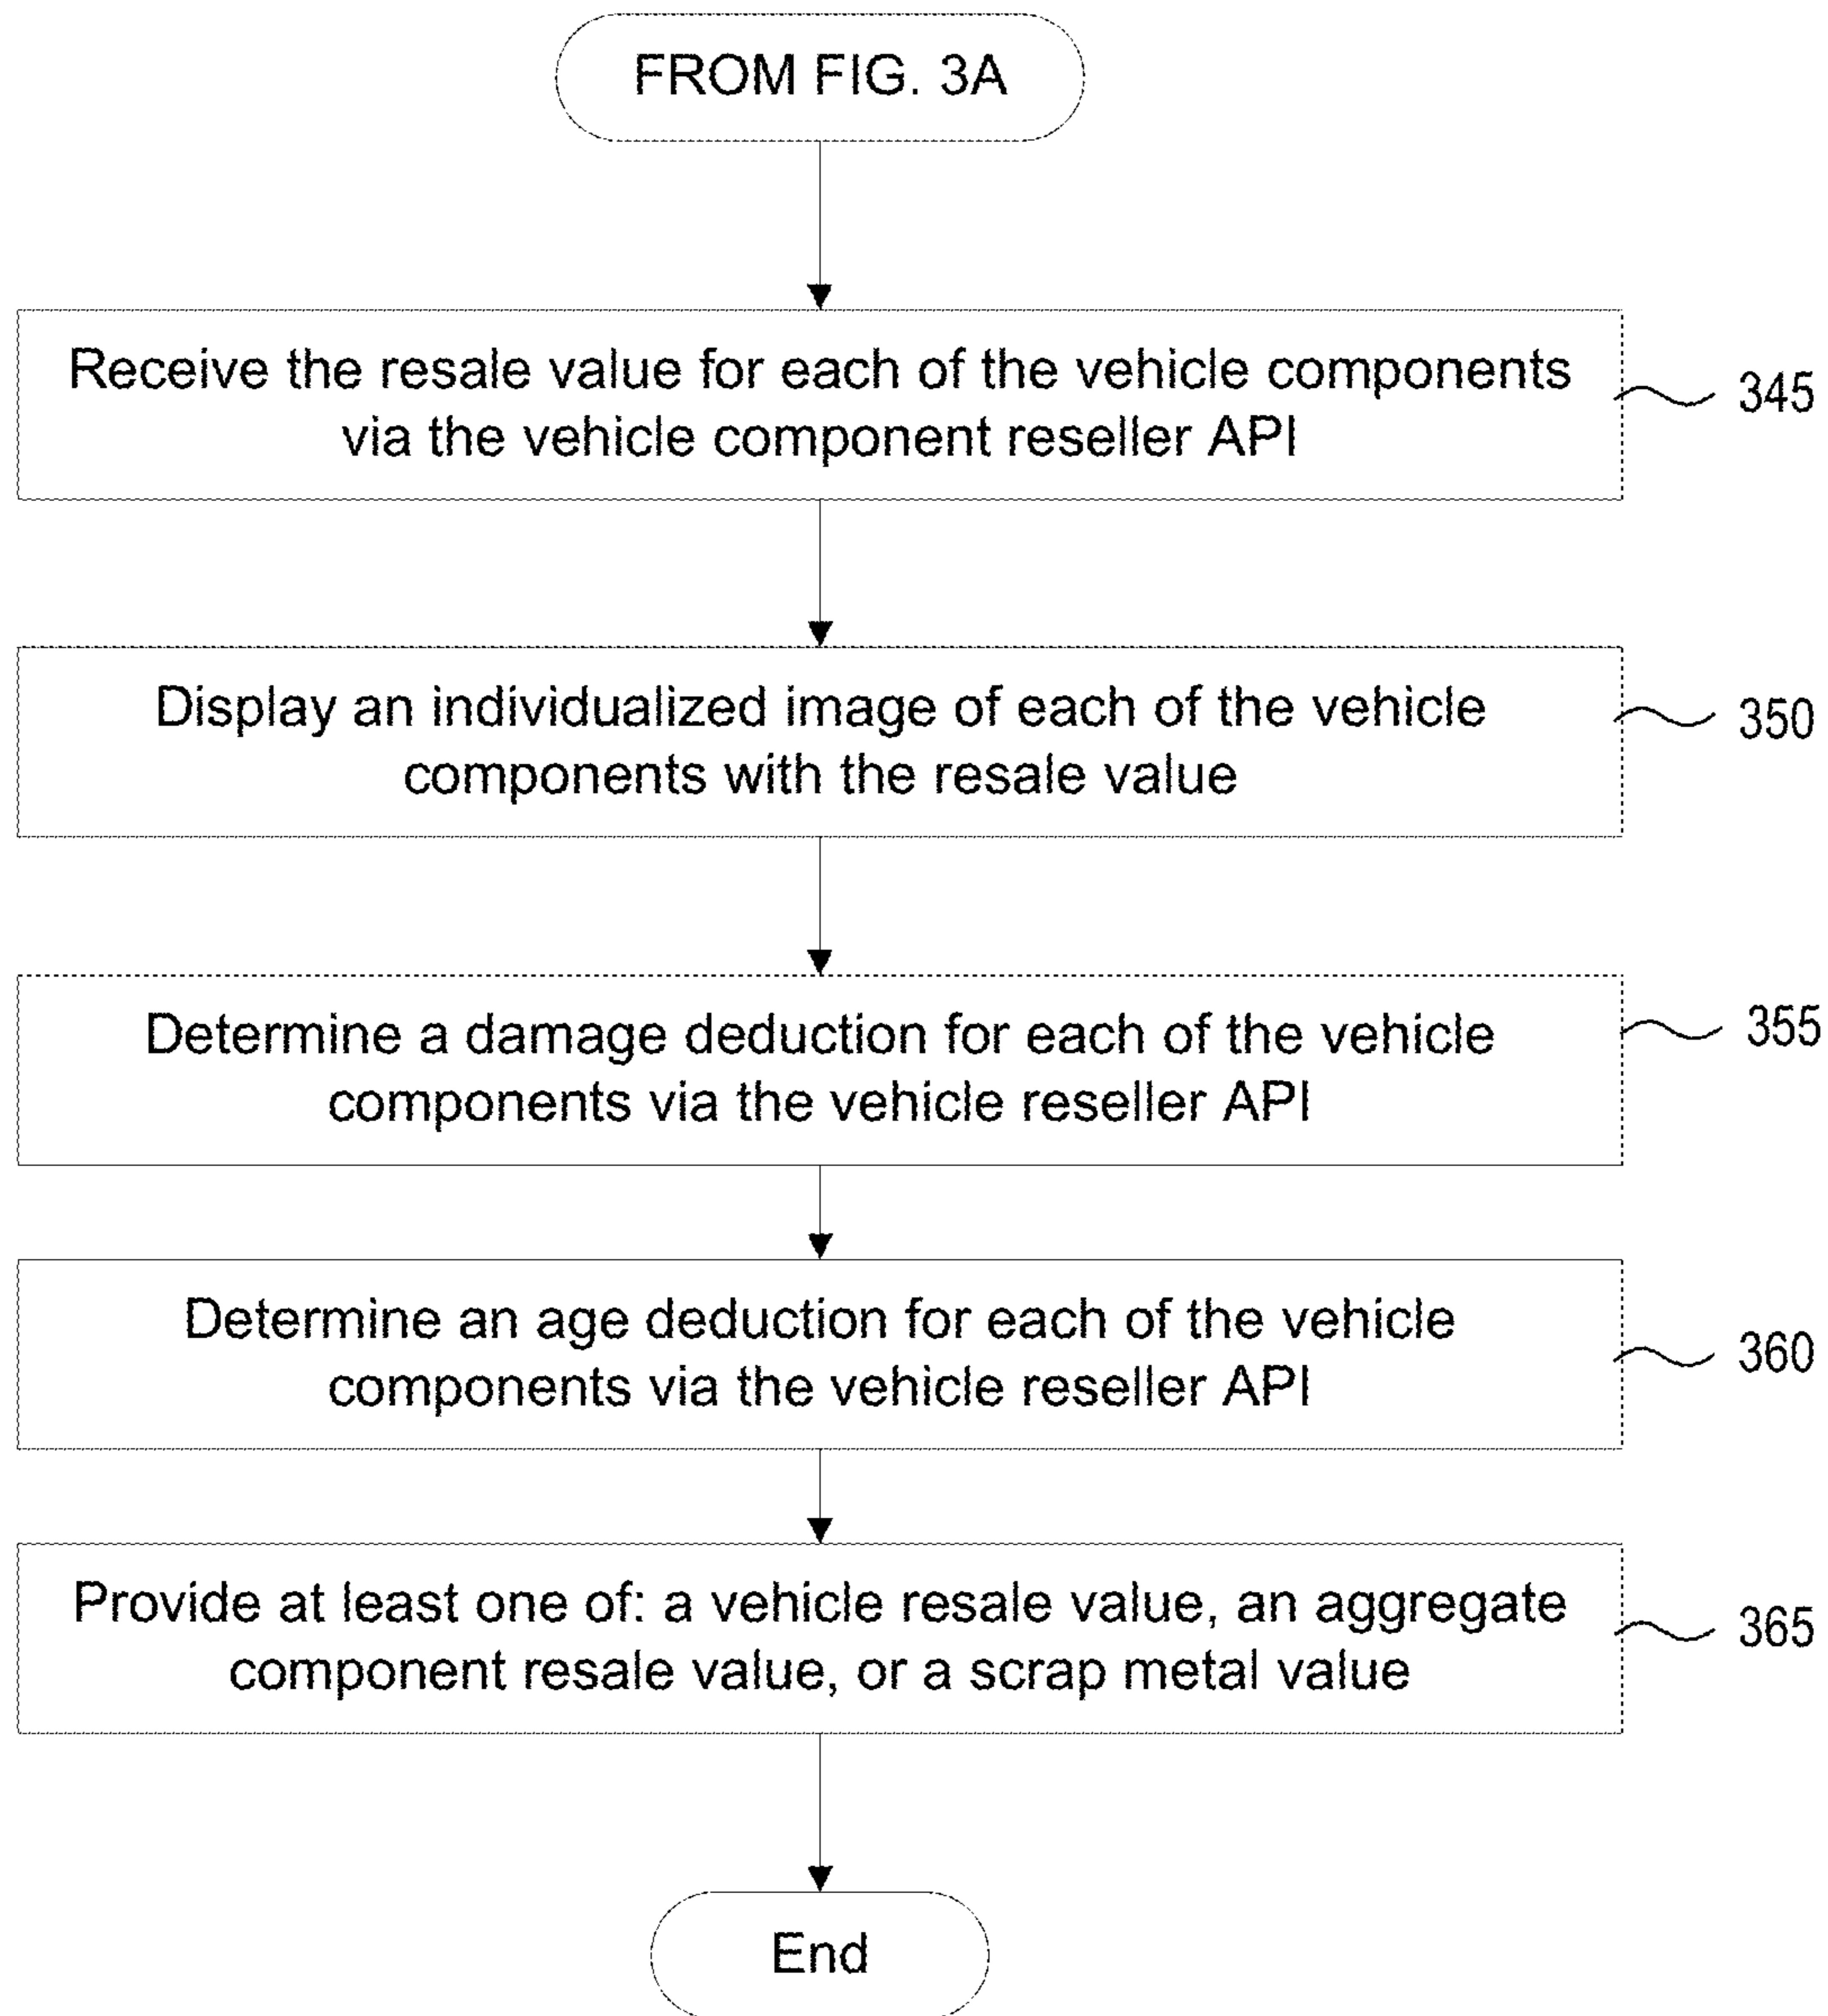 FROM FIG. 3A
Receive the resale value for each of the vehicle components
via the vehicle component reseller API
345
Display an individualized image of each of the vehicle
components with the resale value
350
Determine a damage deduction for each of the vehicle
components via the vehicle reseller API
355
Determine an age deduction for each of the vehicle
components via the vehicle reseller API
360
Provide at least one of: a vehicle resale value, an aggregate
component resale value, or a scrap metal value
365
End